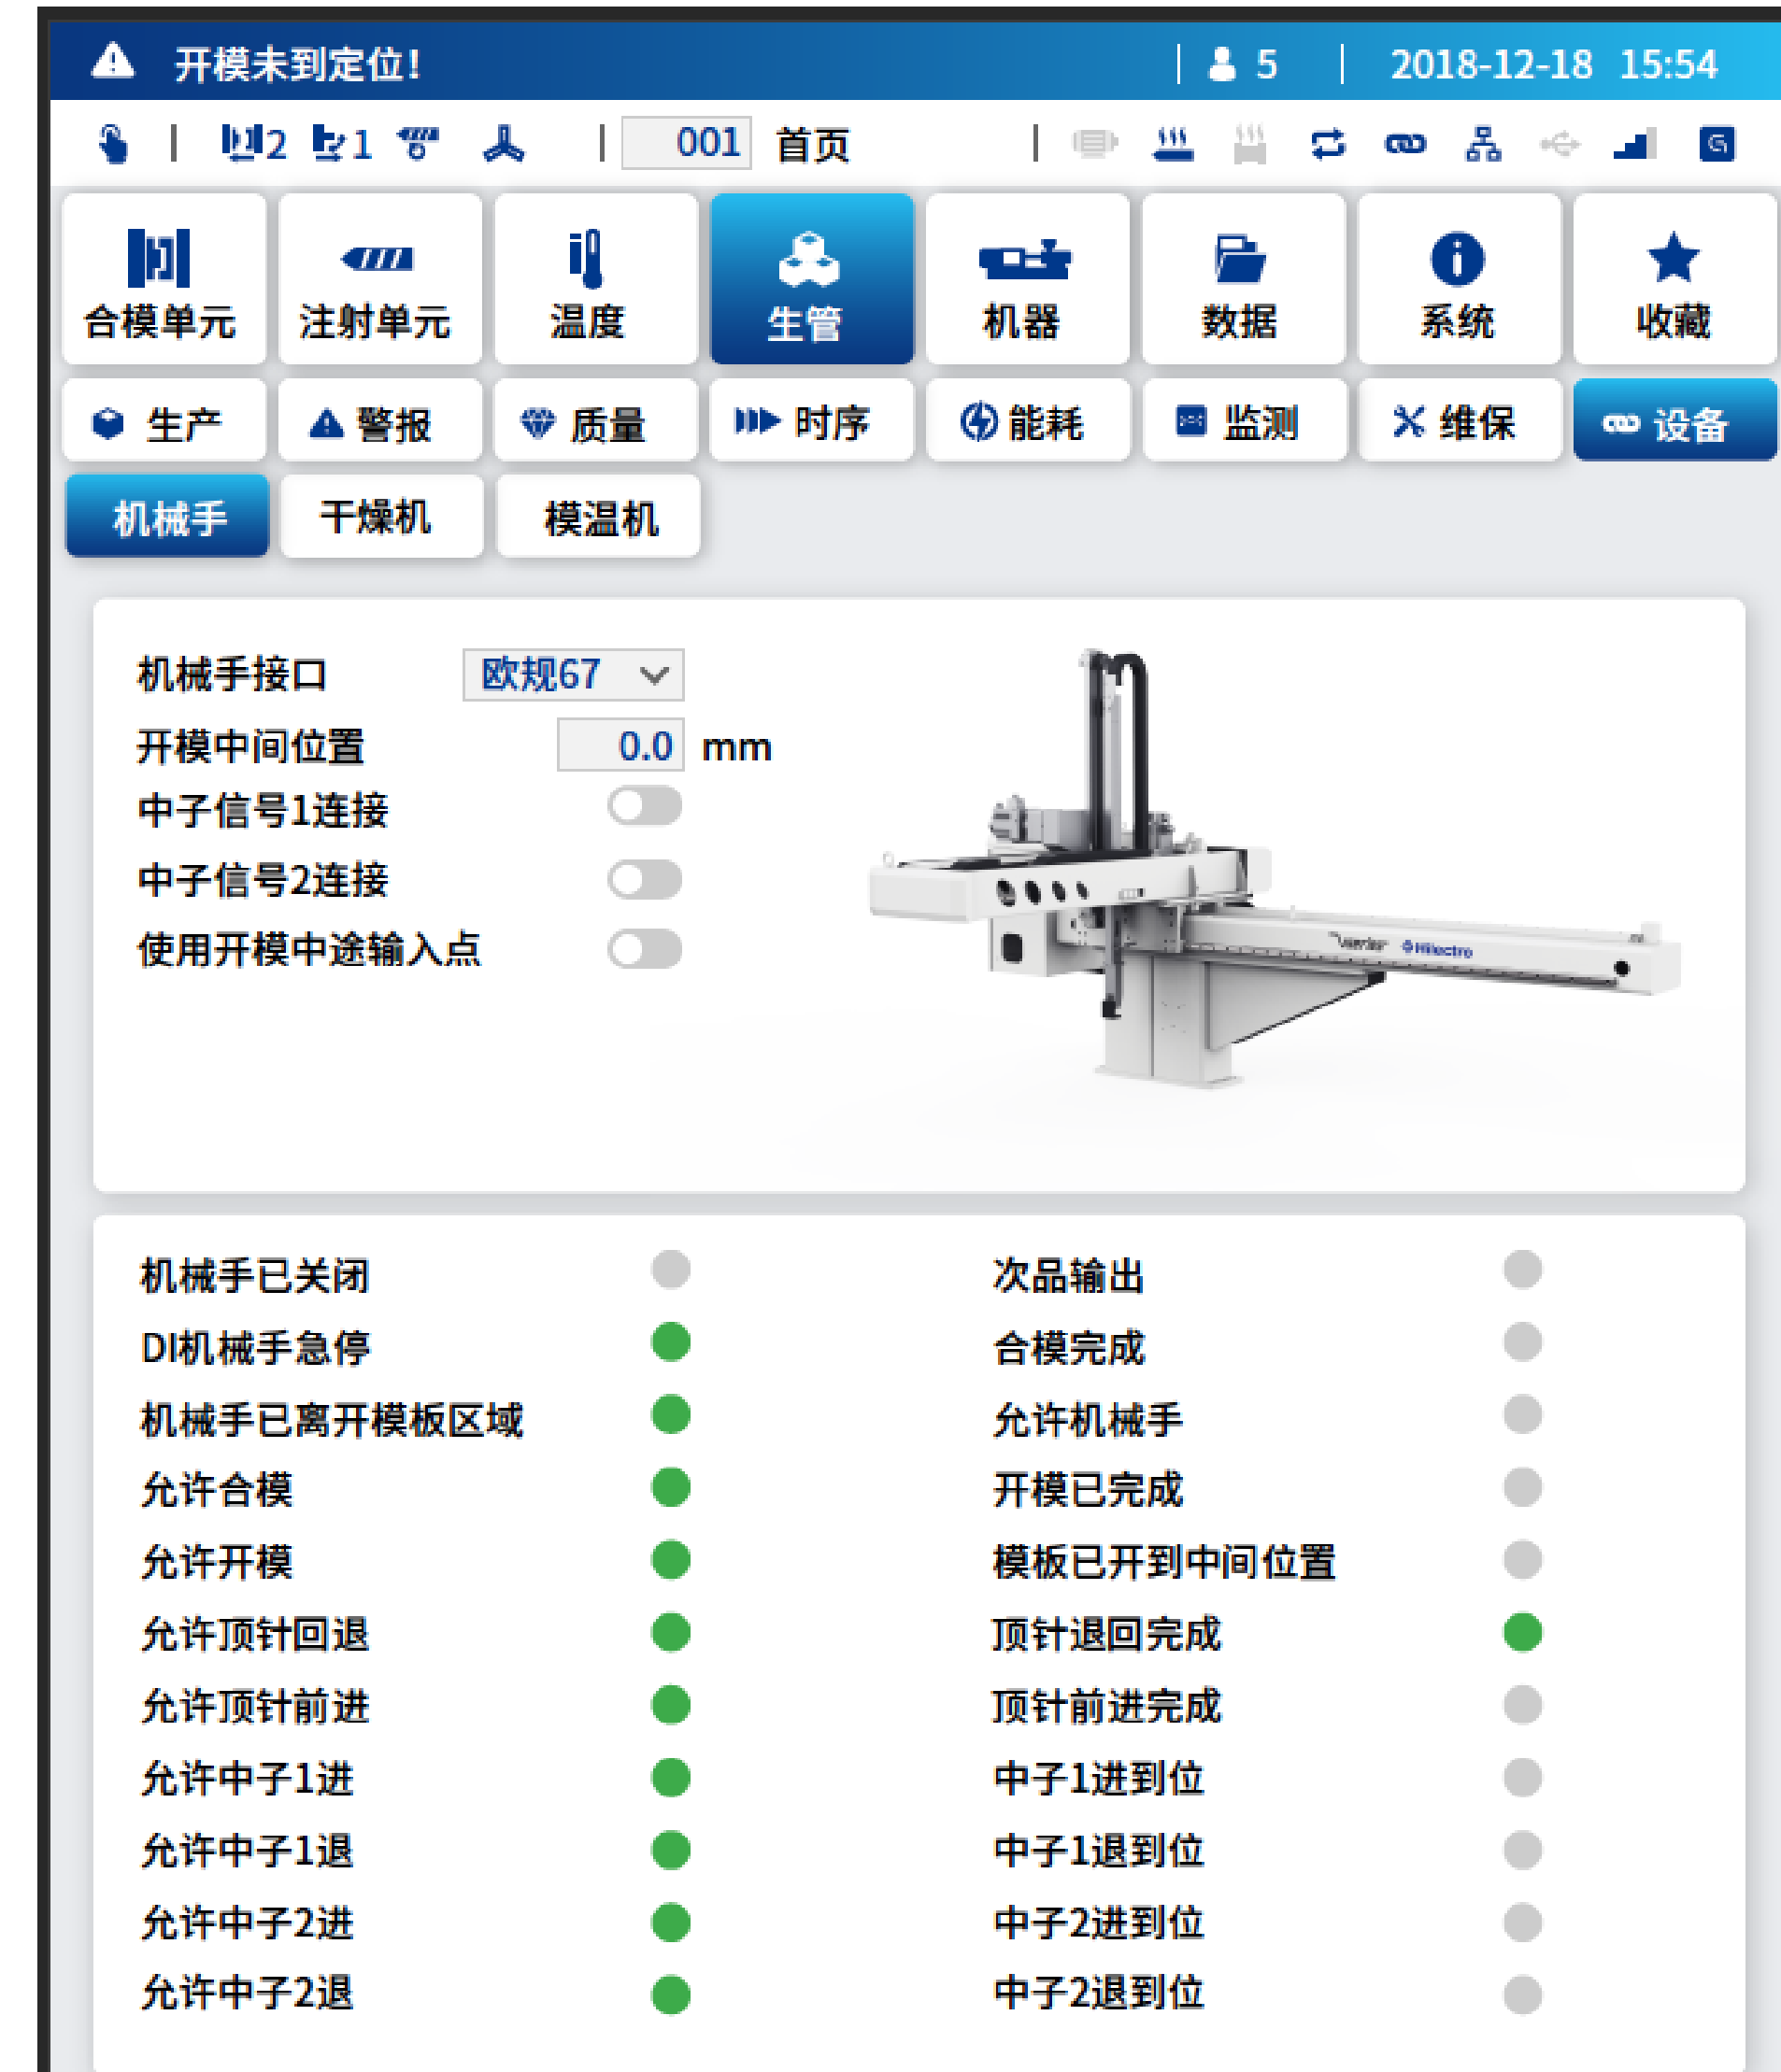 开模未到定位! 5 2018-12-18 15:54
2 1 001 首页
合模单元 注射单元 温度 生管 机器 数据 系统 收藏
生产 警报 质量 时序 能耗 监测 维保 设备
机械手 干燥机 模温机
机械手接口 欧规67
开模中间位置 0.0 mm
中子信号1连接
中子信号2连接
使用开模中途输入点
Hilectro
机械手已关闭 次品输出
DI机械手急停 合模完成
机械手已离开模板区域 允许机械手
允许合模 开模已完成
允许开模 模板已开到中间位置
允许顶针回退 顶针退回完成
允许顶针前进 顶针前进完成
允许中子1进 中子1进到位
允许中子1退 中子1退到位
允许中子2进 中子2进到位
允许中子2退 中子2退到位